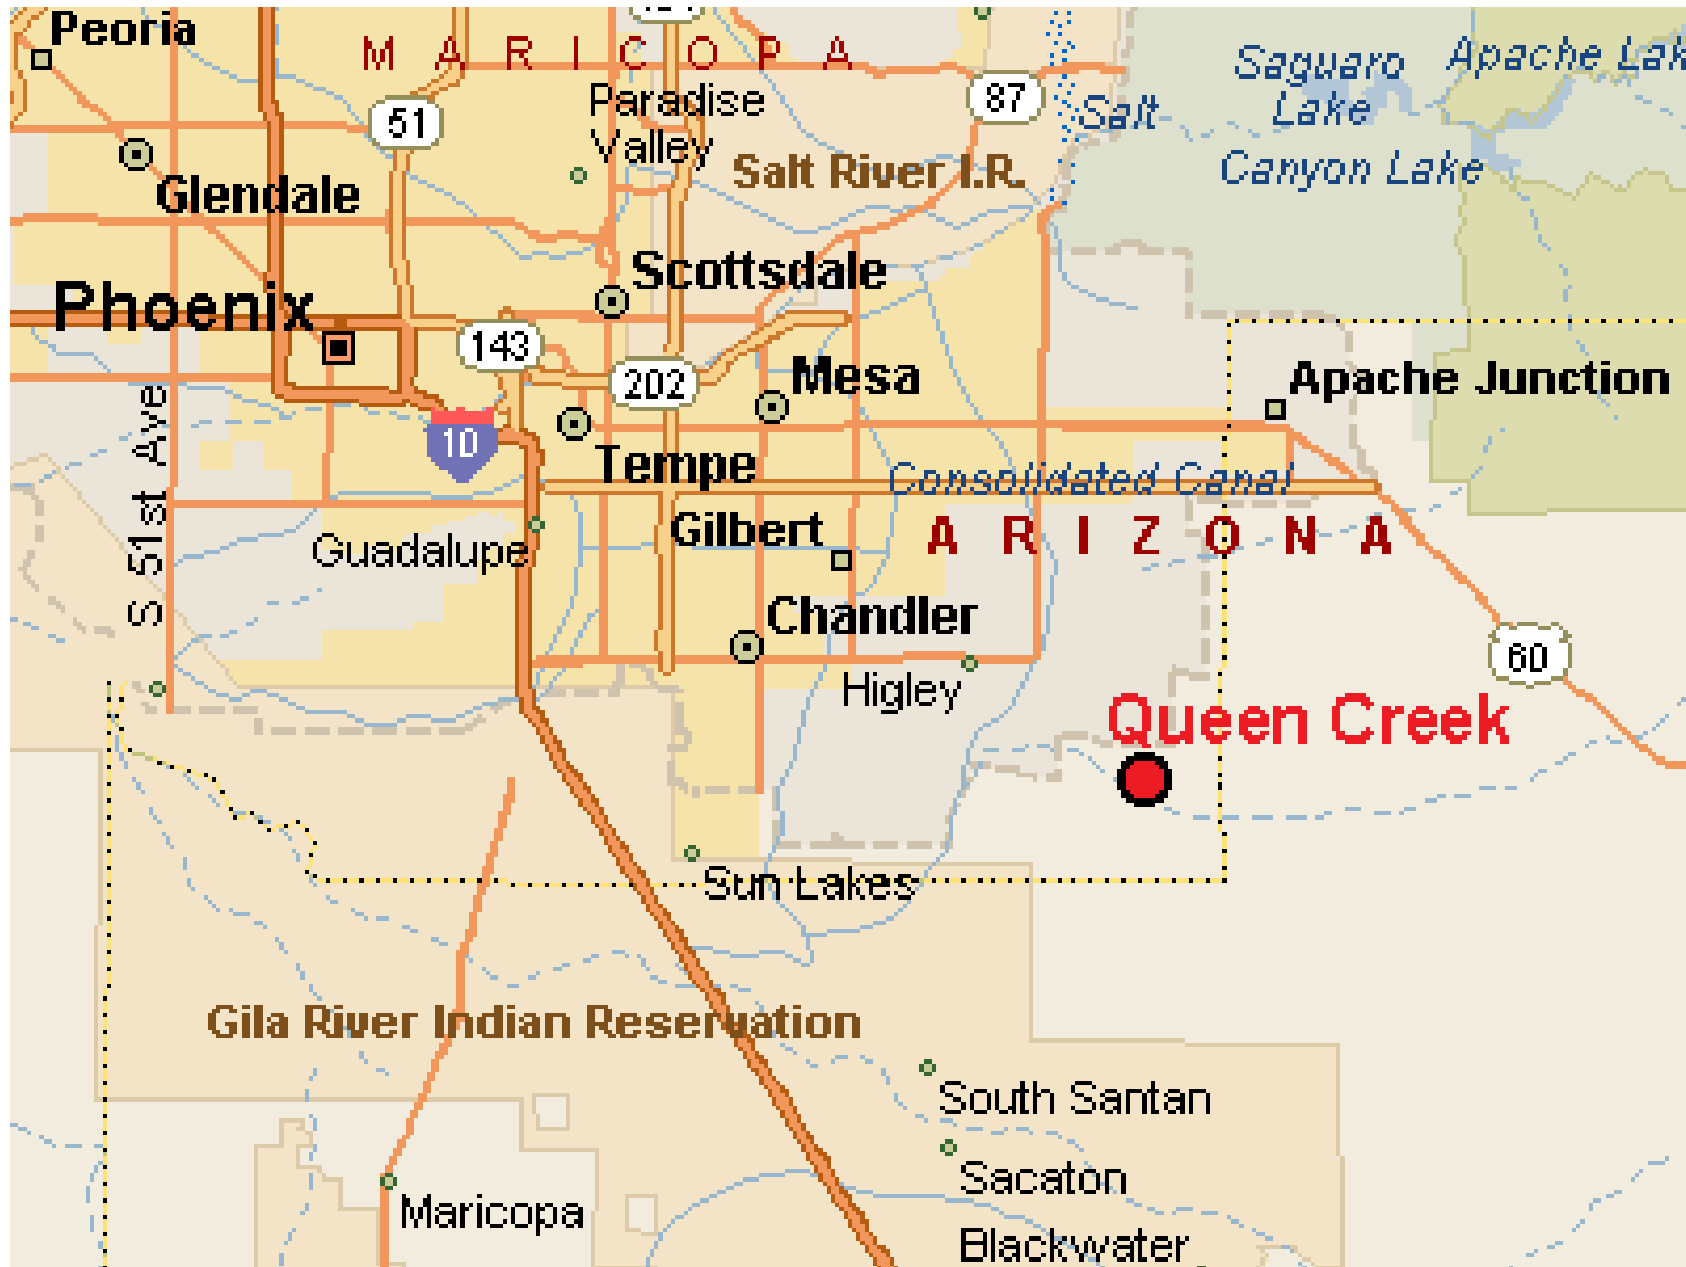 Peoria
MARICOPA
Saguaro
Lake
Apache Lak
87
51
Paradise
Valley
Salt
Salt River I.R.
Canyon Lake
Glendale
Scottsdale
Phoenix
143
202
Mesa
Apache Junction
S 51st Ave
10
Tempe
Consolidated Canal
Gilbert
ARIZONA
Guadalupe
Chandler
60
Higley
Queen Creek
Sun Lakes
Gila River Indian Reservation
South Santan
Sacaton
Maricopa
Blackwater